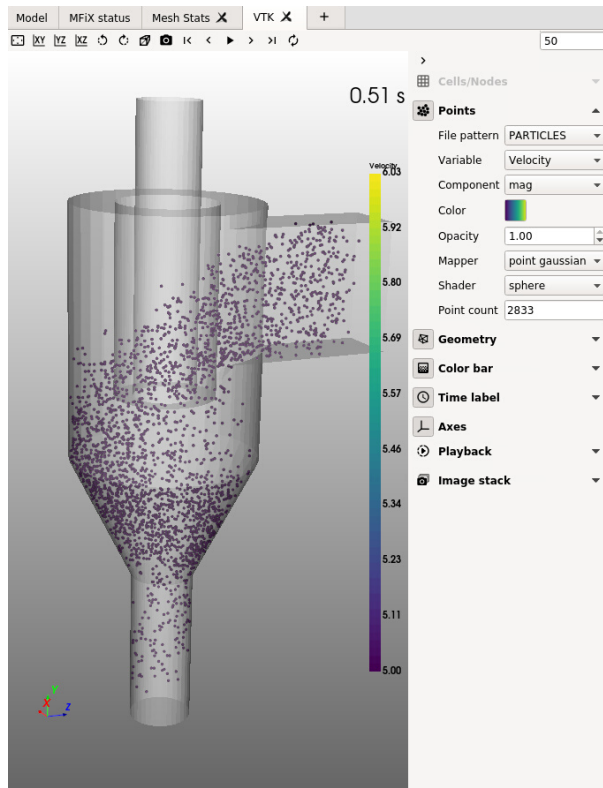 Model MFiX status Mesh Stats VTK +
XY YZ XZ 50
0.51 s
Velocity
6.03
5.92
5.80
5.69
5.57
5.46
5.34
5.23
5.11
5.00
Y
X
Z
Cells/Nodes
Points
File pattern PARTICLES
Variable Velocity
Component mag
Color
Opacity 1.00
Mapper point gaussian
Shader sphere
Point count 2833
Geometry
Color bar
Time label
Axes
Playback
Image stack